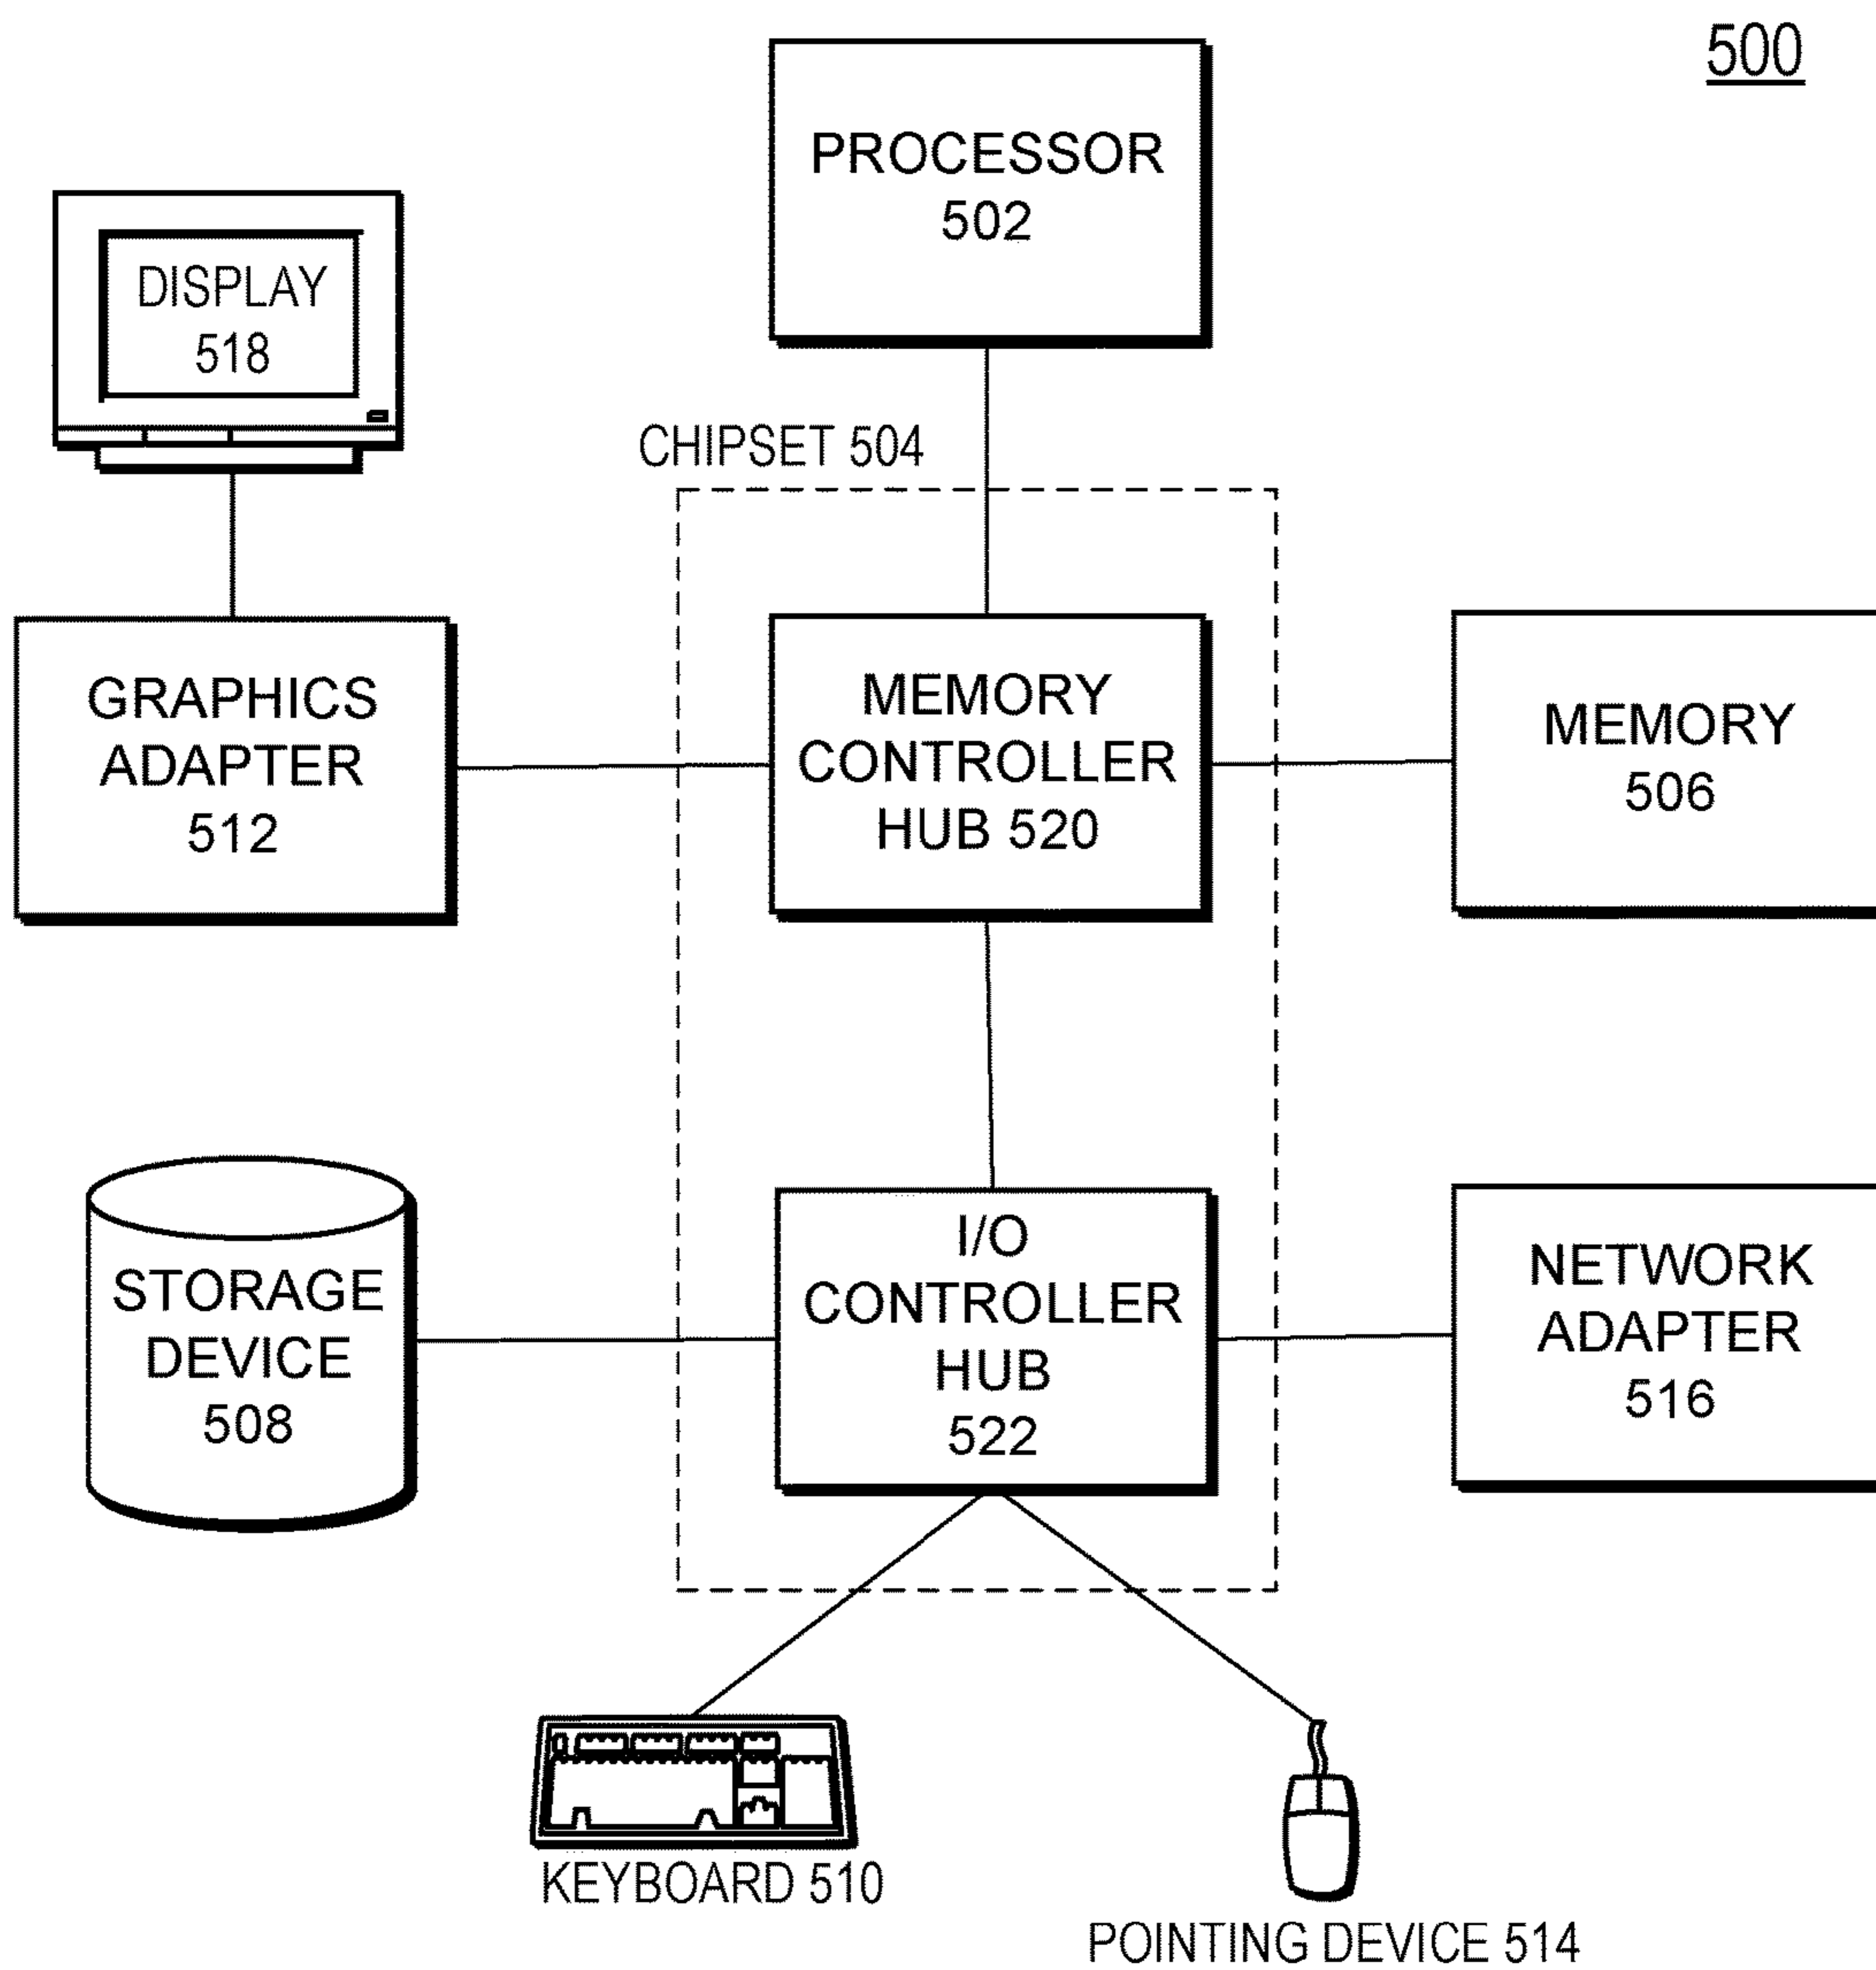 500
PROCESSOR
502
DISPLAY
518
CHIPSET 504
GRAPHICS
ADAPTER
512
MEMORY
CONTROLLER
HUB 520
MEMORY
506
STORAGE
DEVICE
508
I/O
CONTROLLER
HUB
522
NETWORK
ADAPTER
516
KEYBOARD 510
POINTING DEVICE 514